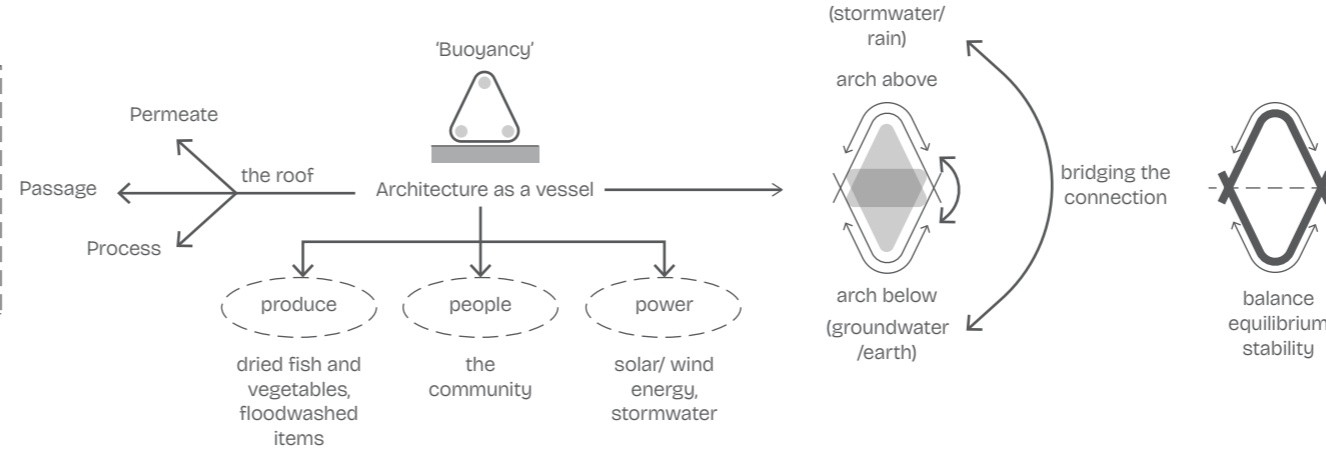 'Buoyancy'
Permeate
the roof
Passage
Process
Architecture as a vessel
produce
people
power
dried fish and
vegetables,
floodwashed
items
the
community
solar/ wind
energy,
stormwater
(stormwater/
rain)
arch above
bridging the
connection
arch below
(groundwater
/earth)
balance
equilibrium
stability